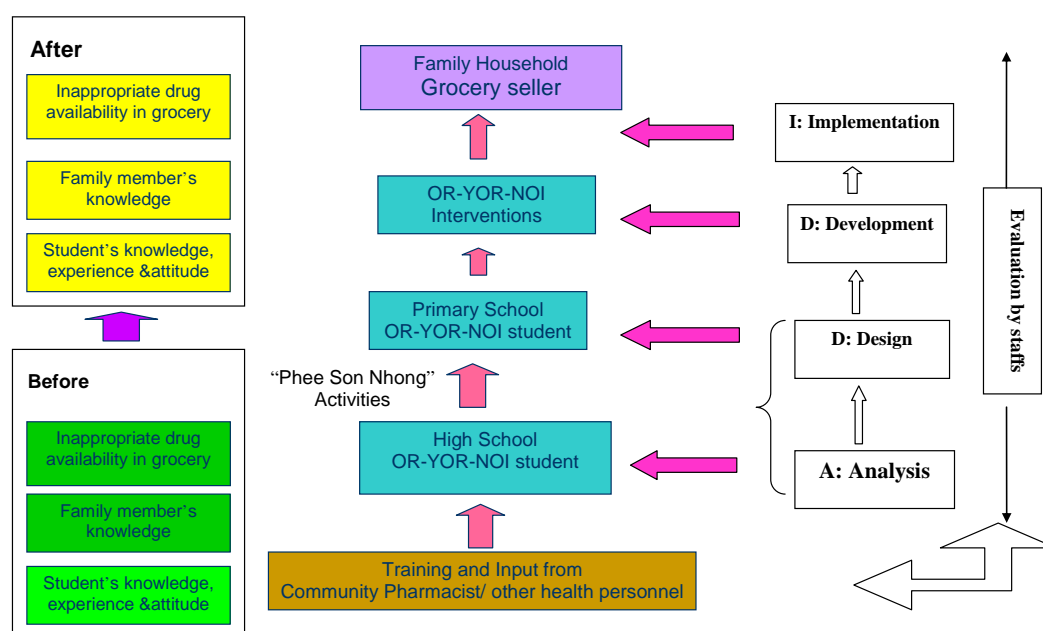 After
Inappropriate drug
availability in grocery
Family member's
knowledge
Student's knowledge,
experience &attitude
Before
Inappropriate drug
availability in grocery
Family member's
knowledge
Student's knowledge,
experience &attitude
Family Household
Grocery seller
OR-YOR-NOI
Interventions
Primary School
OR-YOR-NOI student
"Phee Son Nhong"
Activities
High School
OR-YOR-NOI student
Training and Input from
Community Pharmacist/ other health personnel
I: Implementation
D: Development
D: Design
A: Analysis
Evaluation by staffs